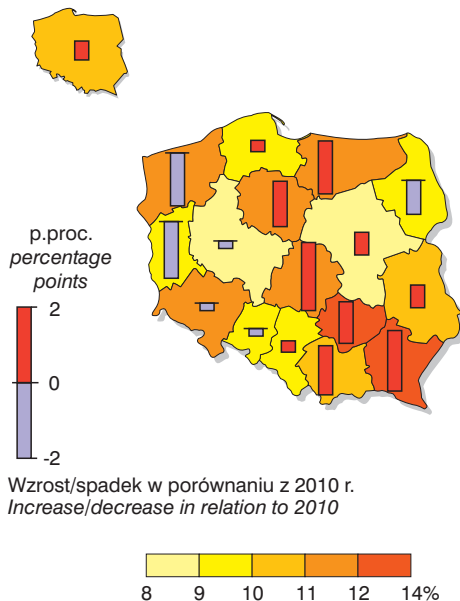 p.proc.
percentage
points
2
0
-2
Wzrost/spadek w porównaniu z 2010 r.
Increase/decrease in relation to 2010
8 9 10 11 12 14%